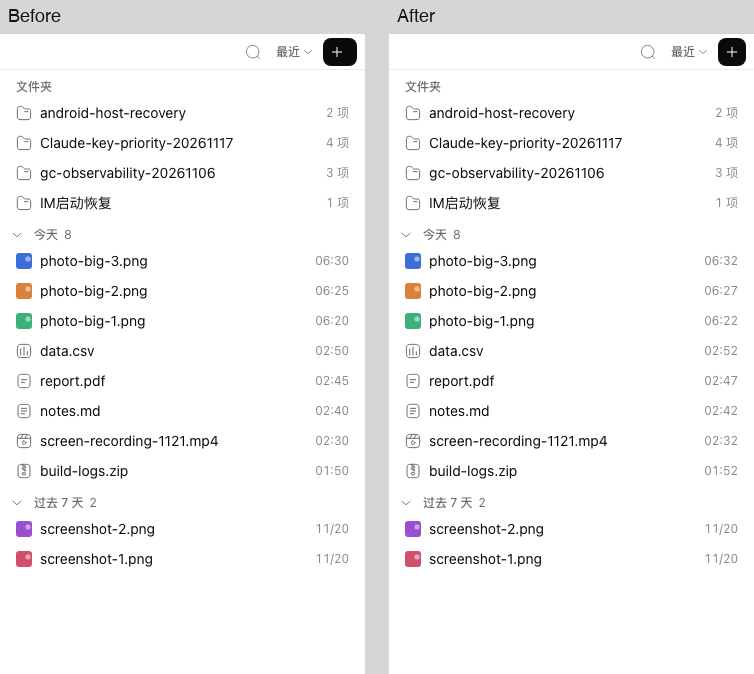 Before
最近
文件夹
android-host-recovery 2 项
Claude-key-priority-20261117 4 项
gc-observability-20261106 3 项
IM启动恢复 1 项
今天 8
photo-big-3.png 06:30
photo-big-2.png 06:25
photo-big-1.png 06:20
data.csv 02:50
report.pdf 02:45
notes.md 02:40
screen-recording-1121.mp4 02:30
build-logs.zip 01:50
过去 7 天 2
screenshot-2.png 11/20
screenshot-1.png 11/20
After
最近
文件夹
android-host-recovery 2 项
Claude-key-priority-20261117 4 项
gc-observability-20261106 3 项
IM启动恢复 1 项
今天 8
photo-big-3.png 06:32
photo-big-2.png 06:27
photo-big-1.png 06:22
data.csv 02:52
report.pdf 02:47
notes.md 02:42
screen-recording-1121.mp4 02:32
build-logs.zip 01:52
过去 7 天 2
screenshot-2.png 11/20
screenshot-1.png 11/20